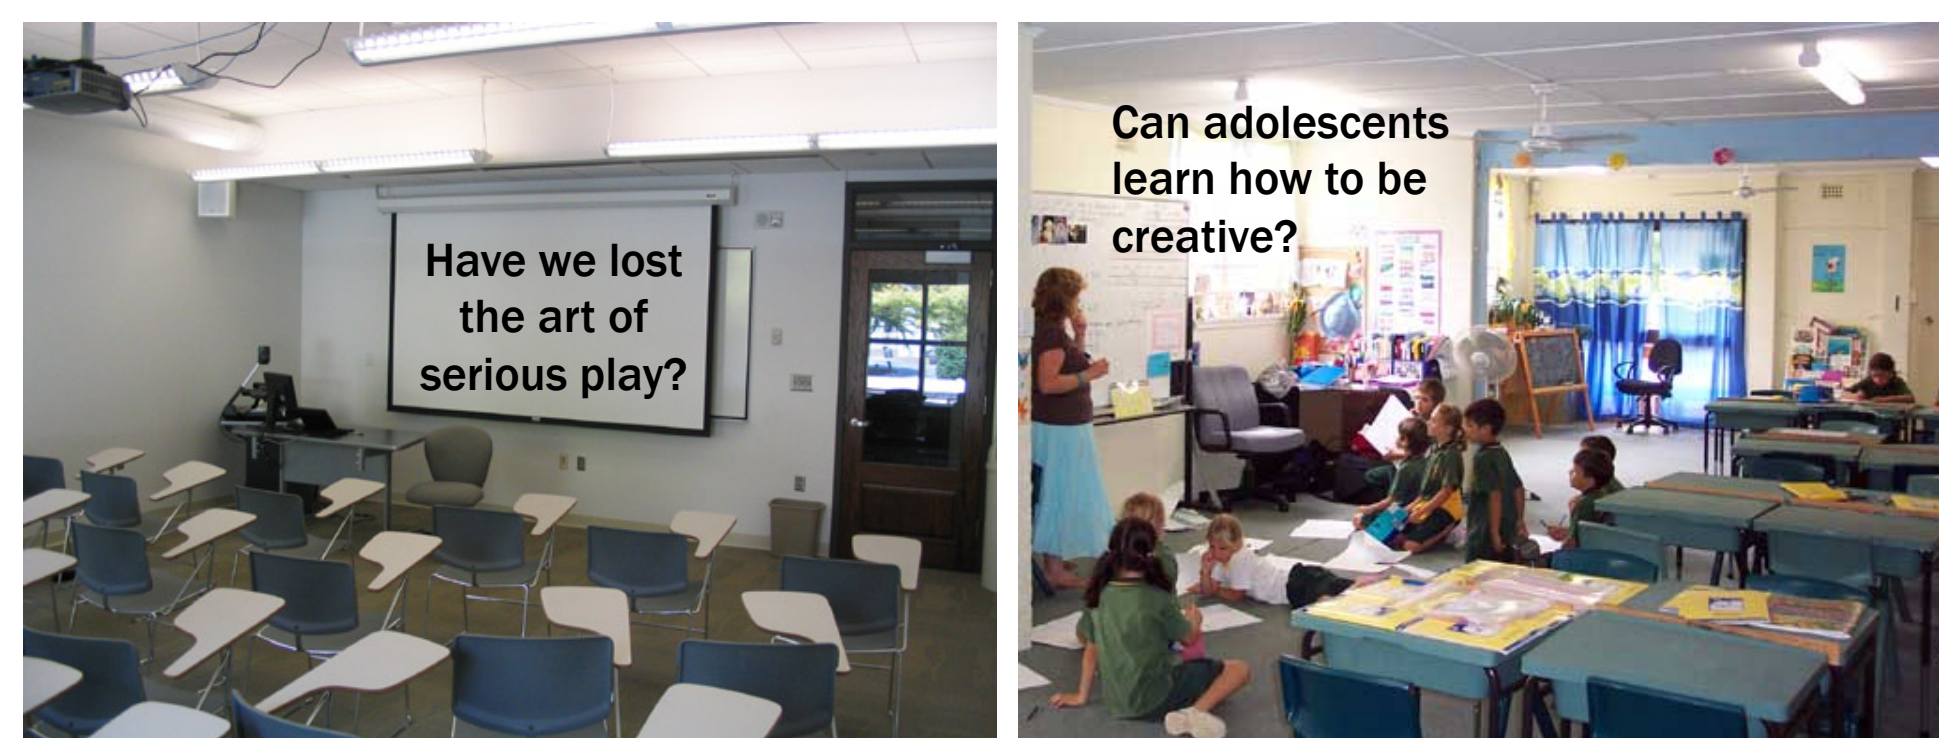 Have we lost
the art of
serious play?
Can adolescents
learn how to be
creative?